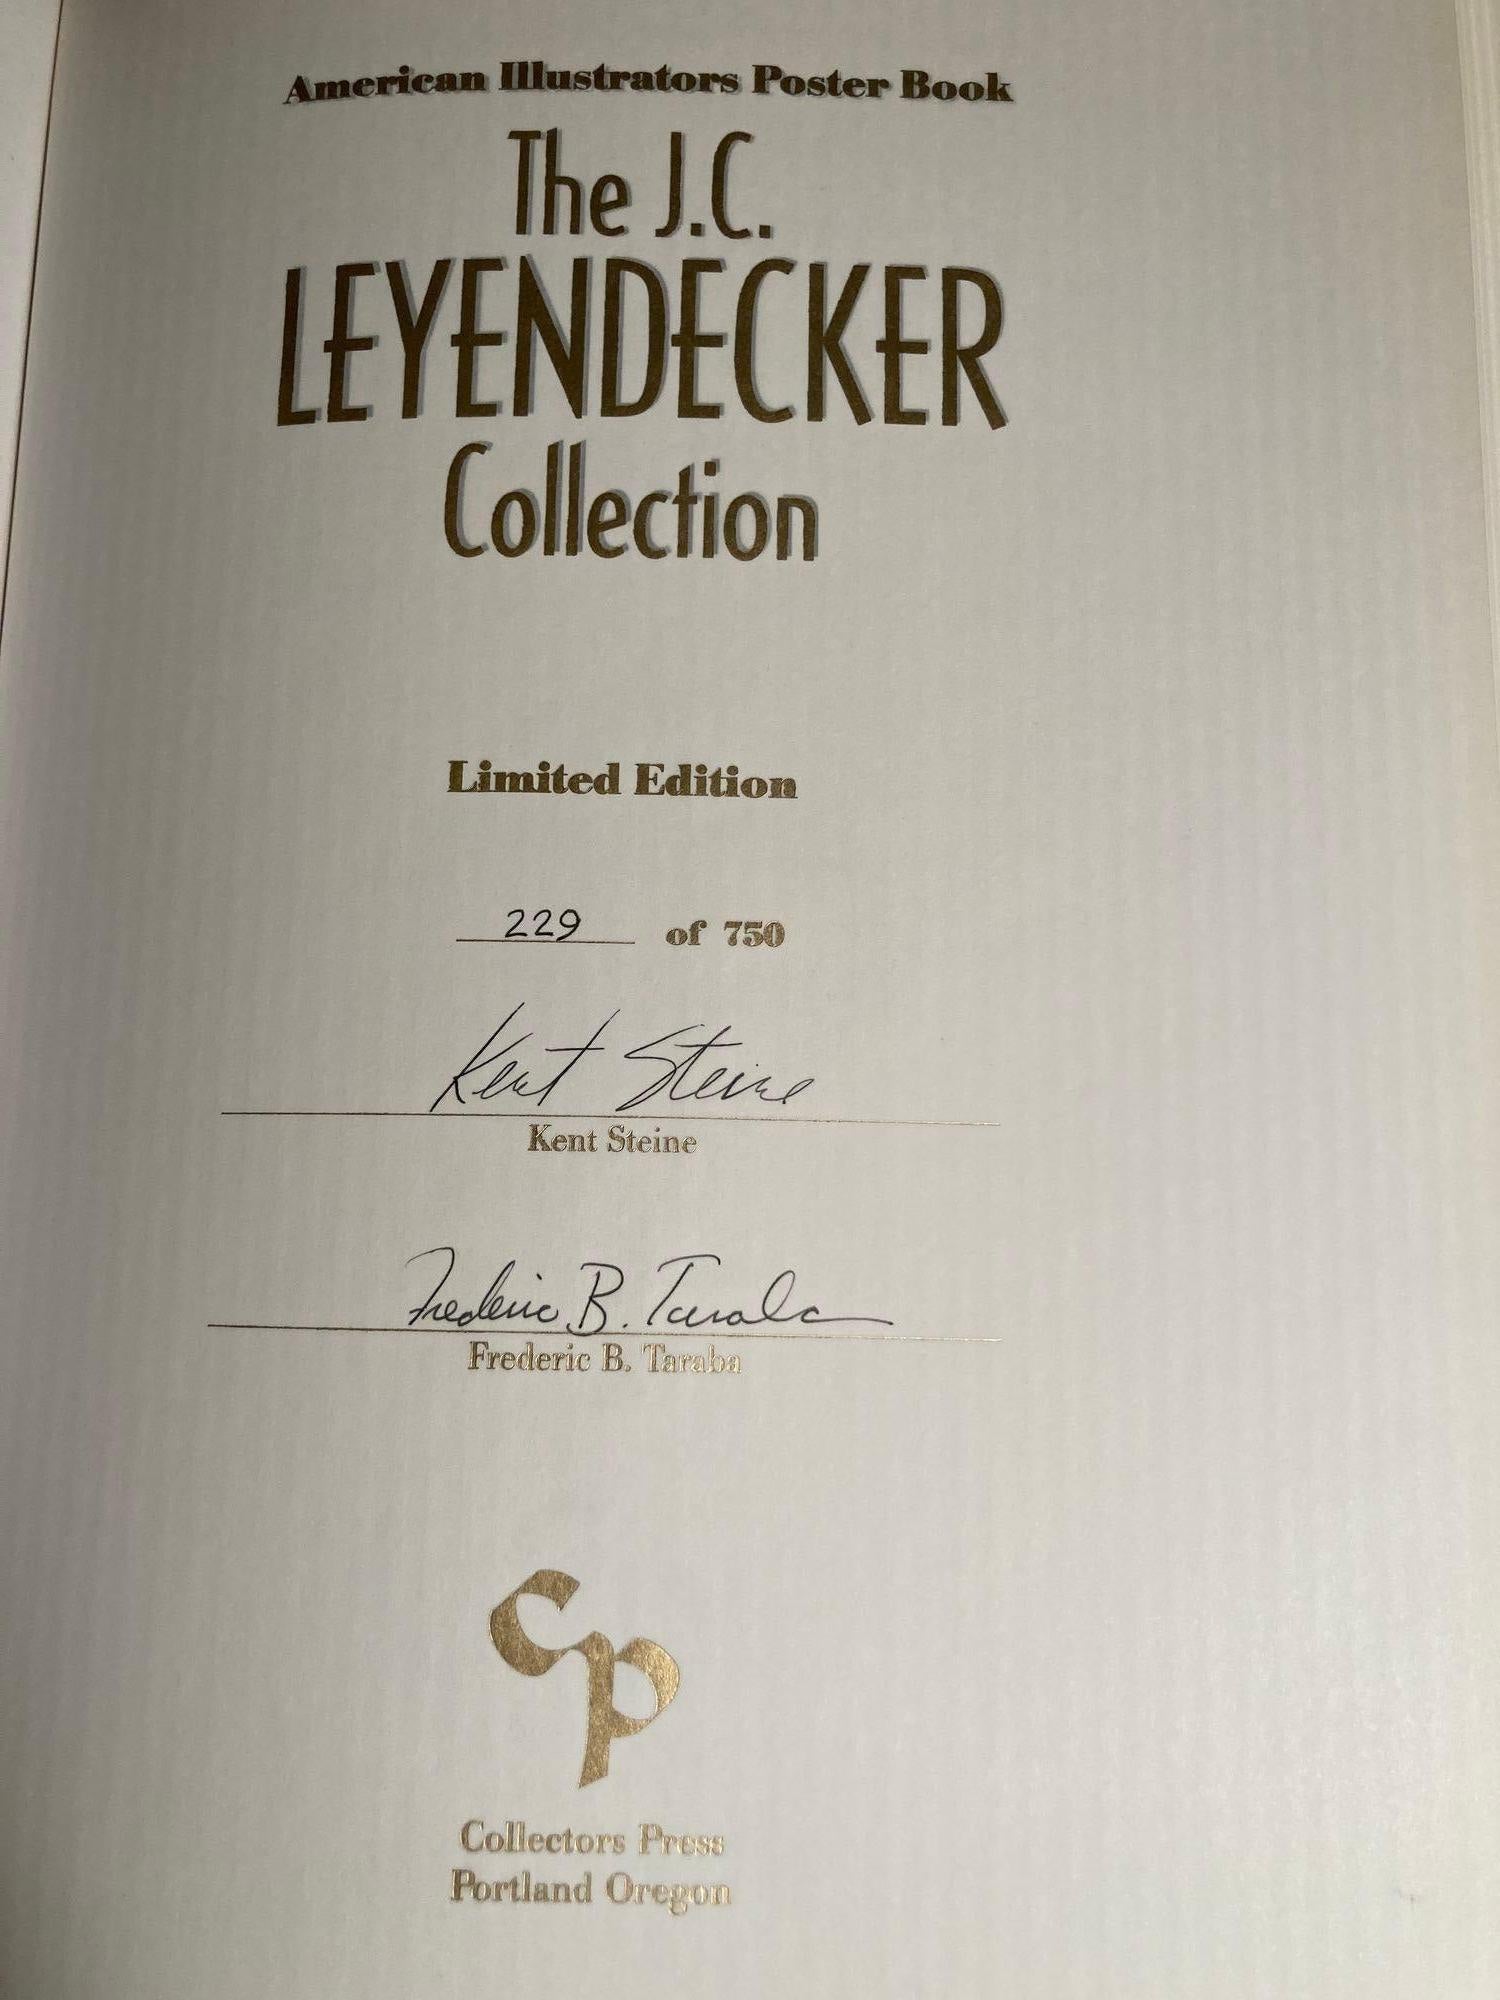 American Illustrators Poster Book
The J.C.
LEYENDECKER
Collection
Limited Edition
229 of 750
Kent Steine
Kent Steine
Frederic B. Taraba
Frederic B. Taraba
cp
Collectors Press
Portland Oregon